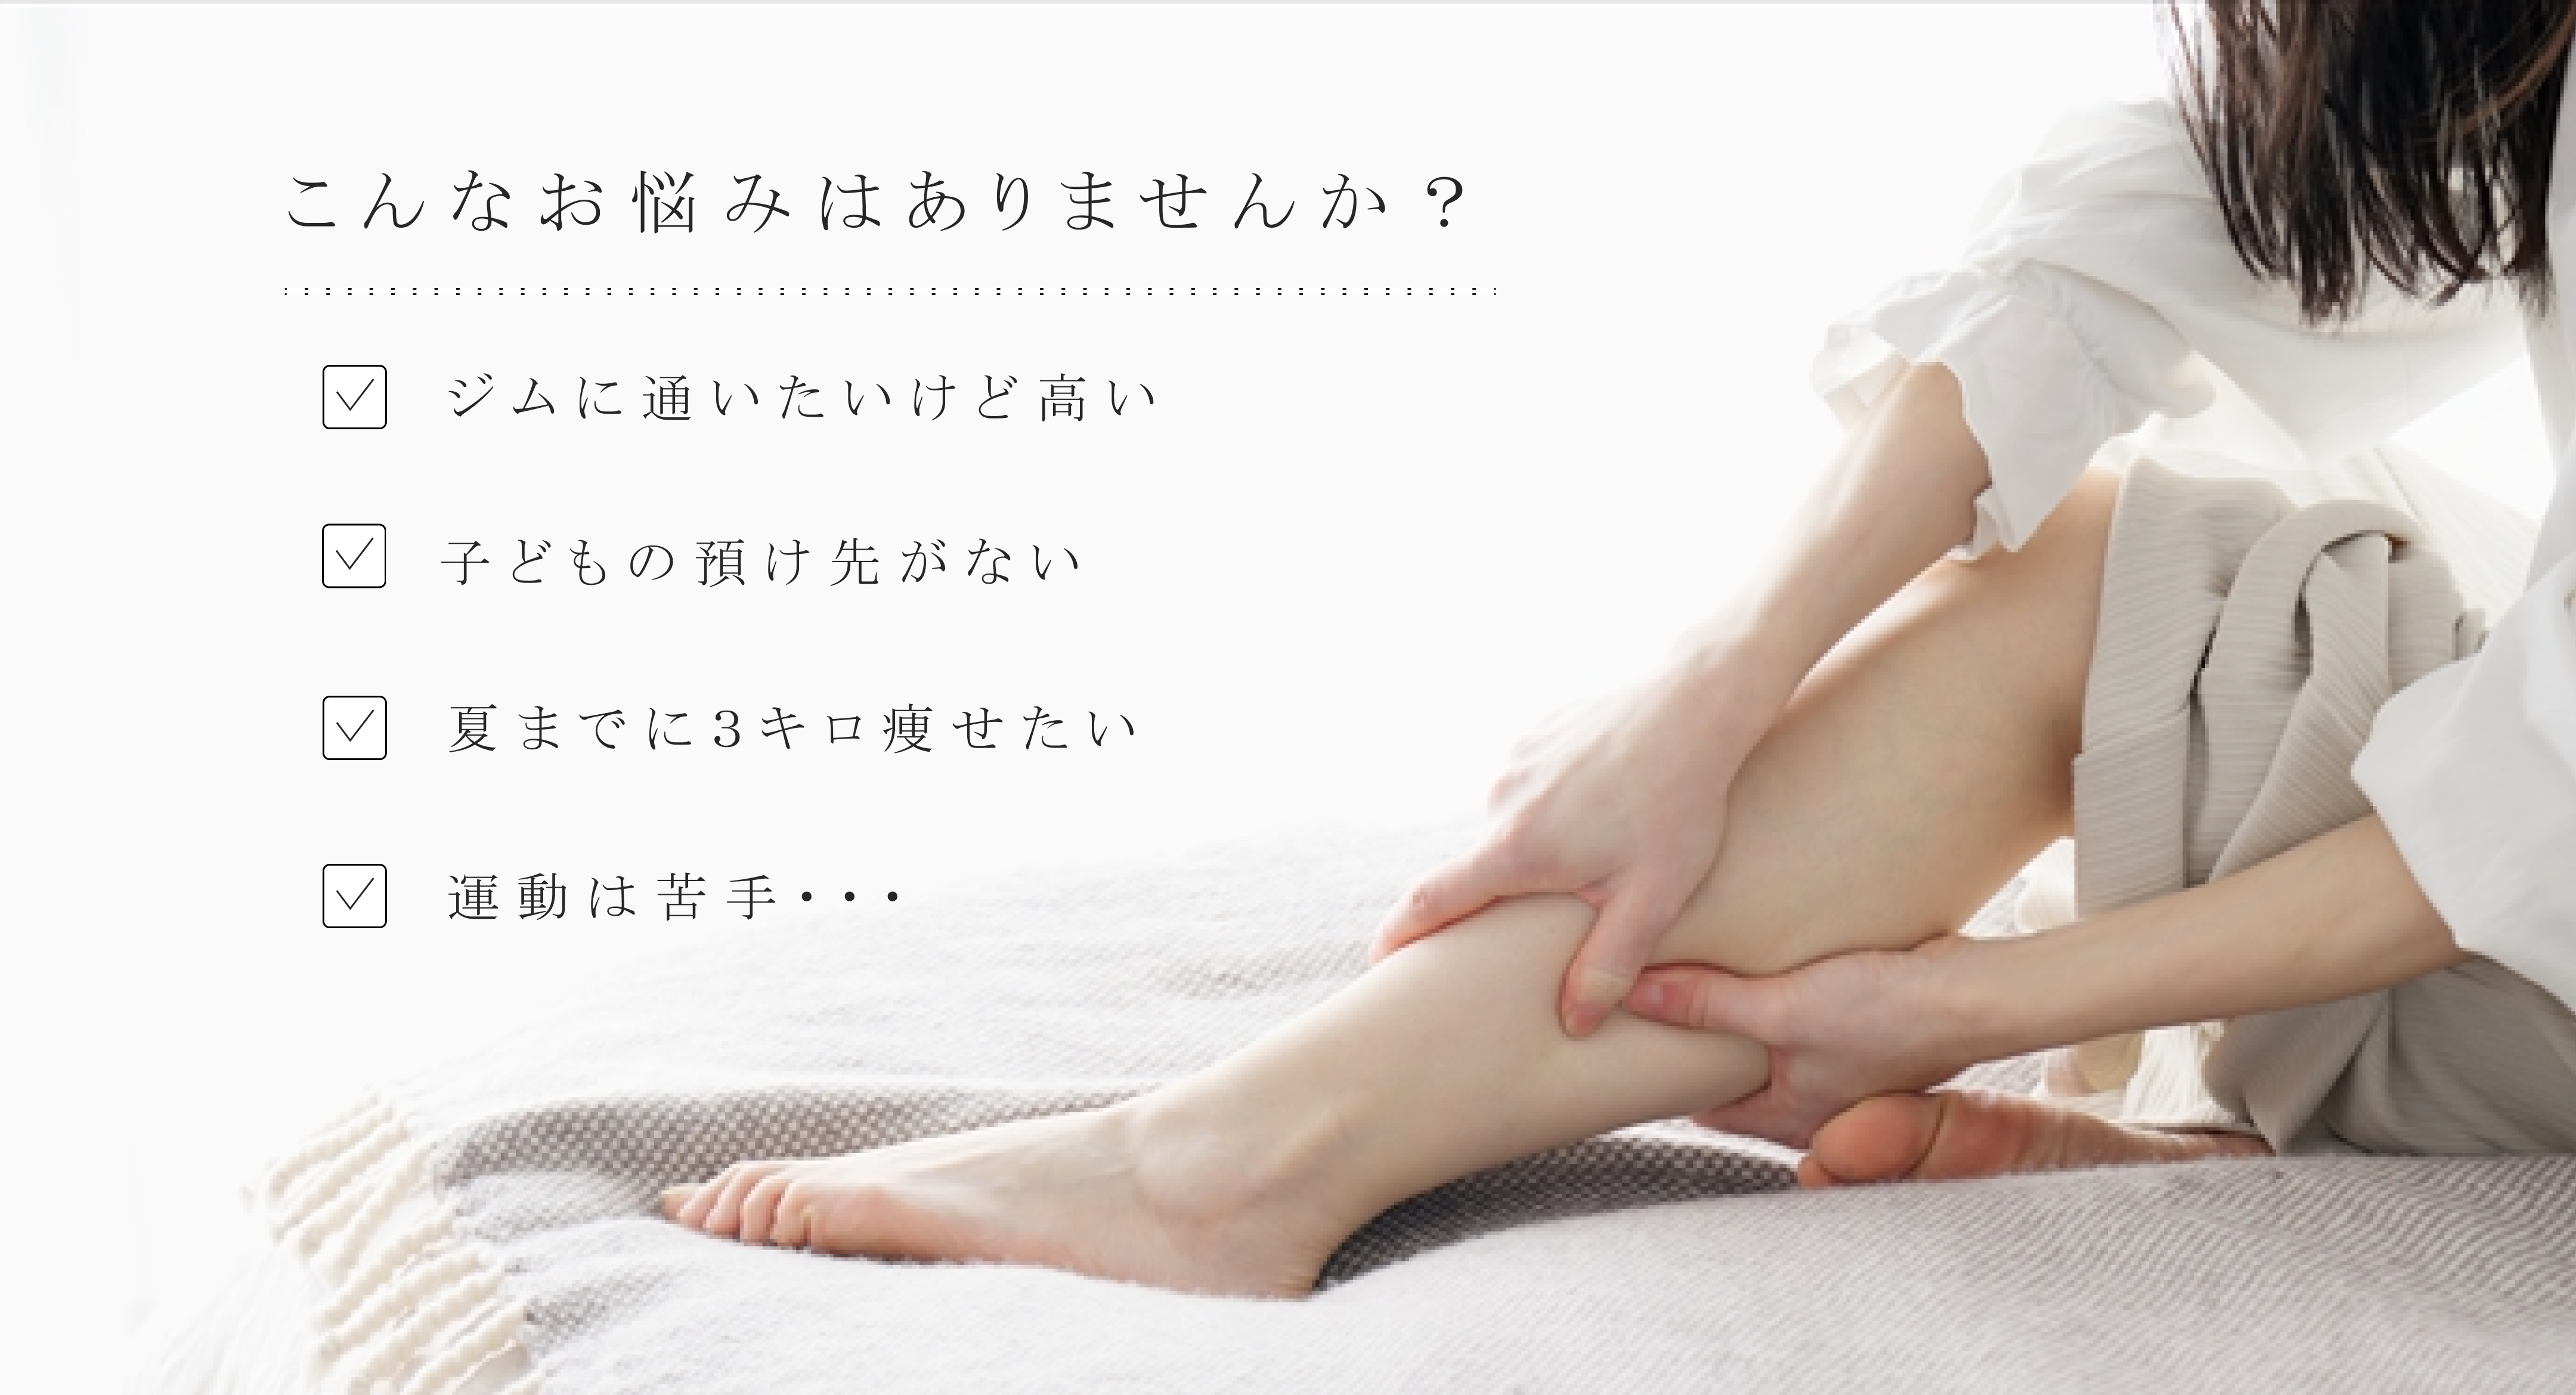 こんなお悩みはありませんか？
ジムに通いたいけど高い
子どもの預け先がない
夏までに3キロ痩せたい
運動は苦手・・・